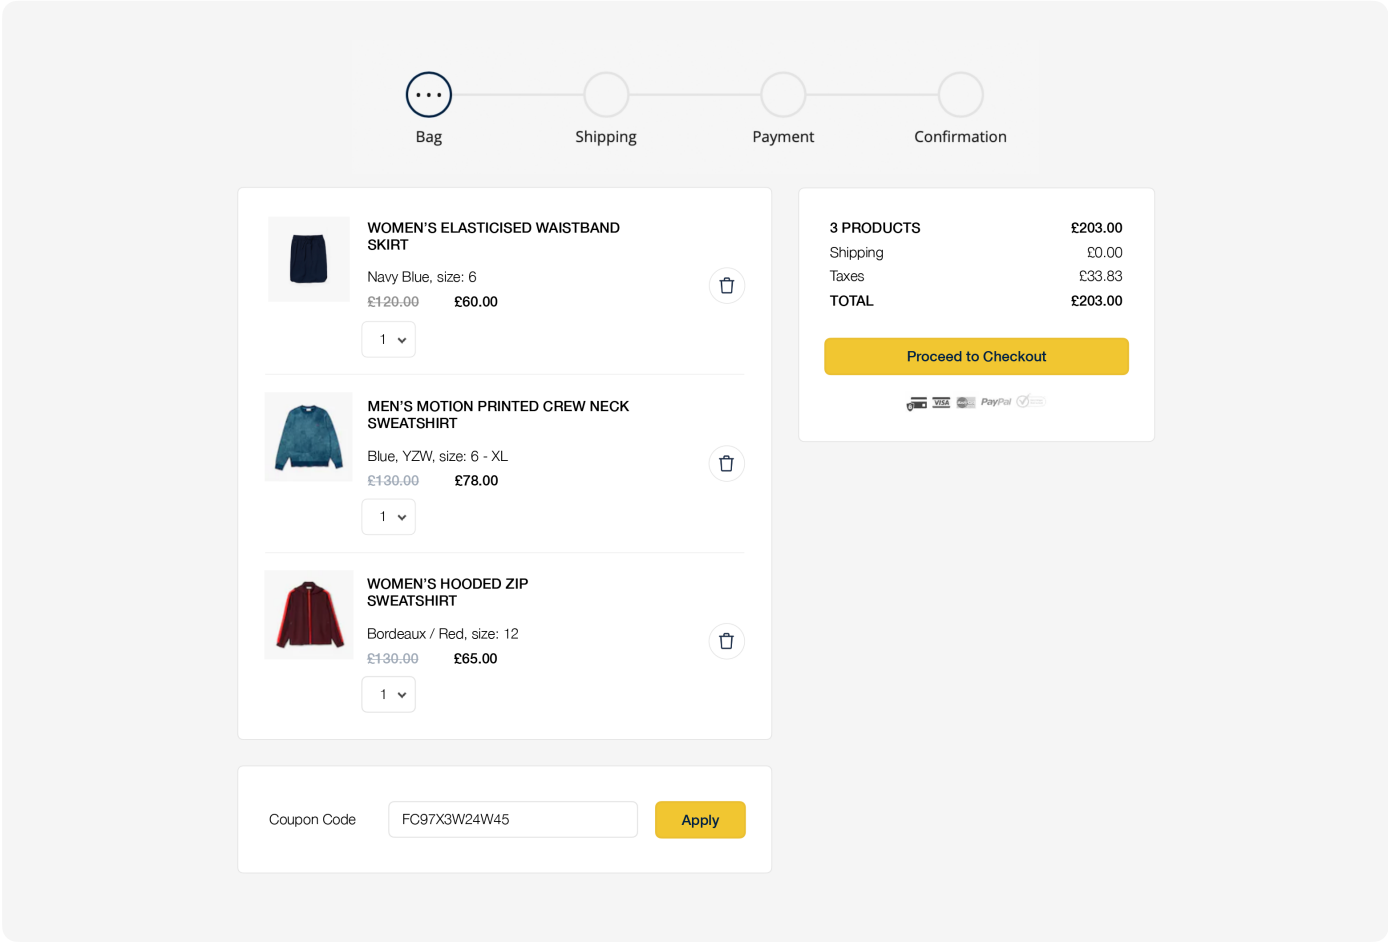 Bag
Shipping
Payment
Confirmation
WOMEN’S ELASTICISED WAISTBAND
SKIRT
Navy Blue, size: 6
£120.00 £60.00
1
MEN’S MOTION PRINTED CREW NECK
SWEATSHIRT
Blue, YZW, size: 6 - XL
£130.00 £78.00
1
WOMEN’S HOODED ZIP
SWEATSHIRT
Bordeaux / Red, size: 12
£130.00 £65.00
1
Coupon Code
FC97X3W24W45
Apply
3 PRODUCTS £203.00
Shipping £0.00
Taxes £33.83
TOTAL £203.00
Proceed to Checkout
VISA
PayPal